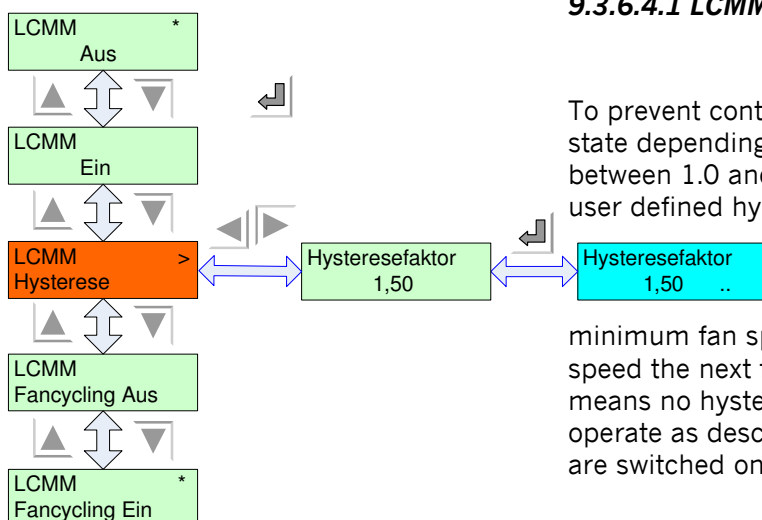 9.3.6.4.1 LCMM
LCMM *
Aus
LCMM
Ein
LCMM >
Hysterese
Hysteresefaktor
1,50
Hysteresefaktor
1,50 ..
LCMM
Fancycling Aus
LCMM *
Fancycling Ein
To prevent cont
state depending
between 1.0 an
user defined hy
minimum fan s
speed the next
means no hyste
operate as desc
are switched on